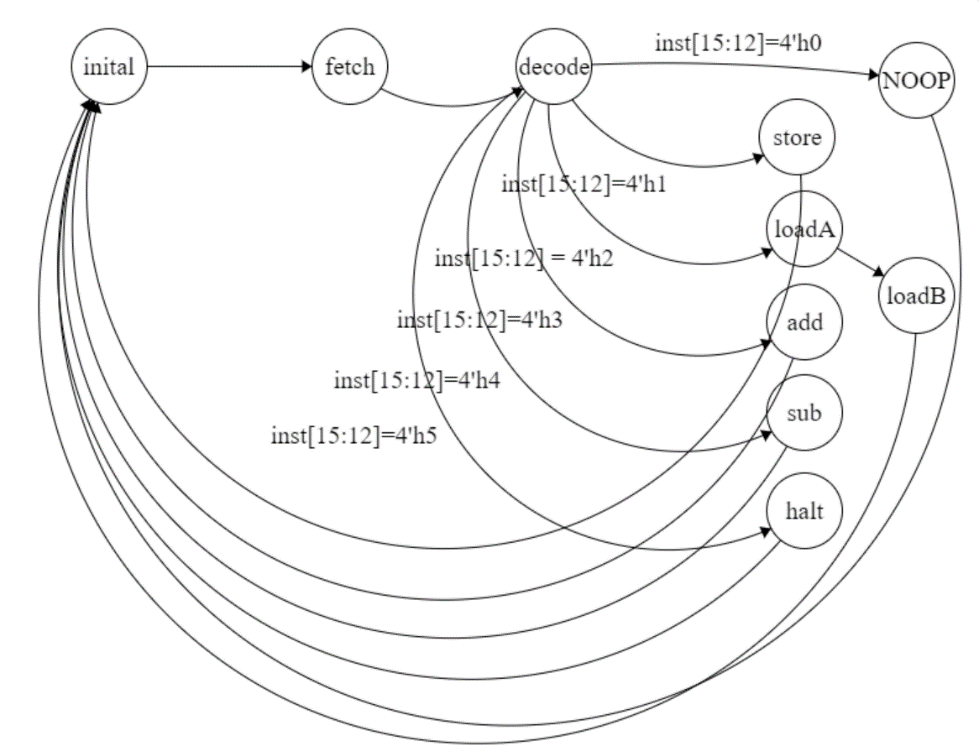 inital
fetch
decode
inst[15:12]=4'h0
NOOP
store
inst[15:12]=4'h1
loadA
inst[15:12] = 4'h2
loadB
inst[15:12]=4'h3
add
inst[15:12]=4'h4
sub
inst[15:12]=4'h5
halt